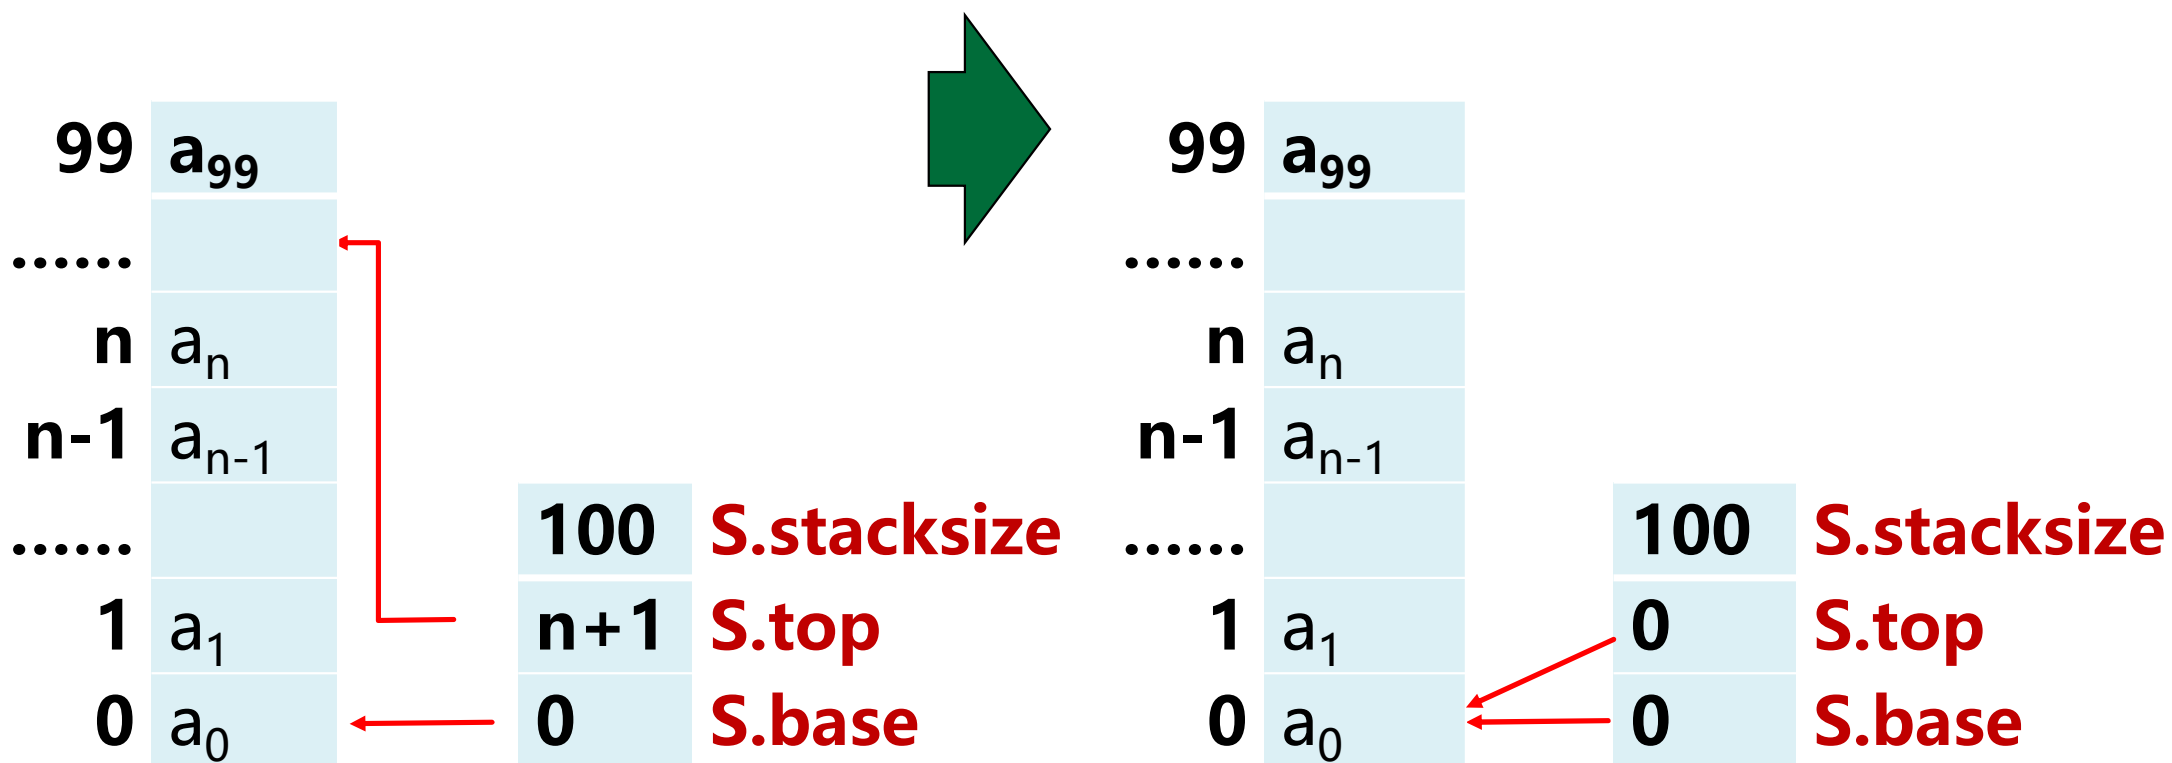 99 a99
......
n an
n-1 an-1
......
1 a1
0 a0
100 S.stacksize
n+1 S.top
0 S.base
99 a99
......
n an
n-1 an-1
......
1 a1
0 a0
100 S.stacksize
0 S.top
0 S.base